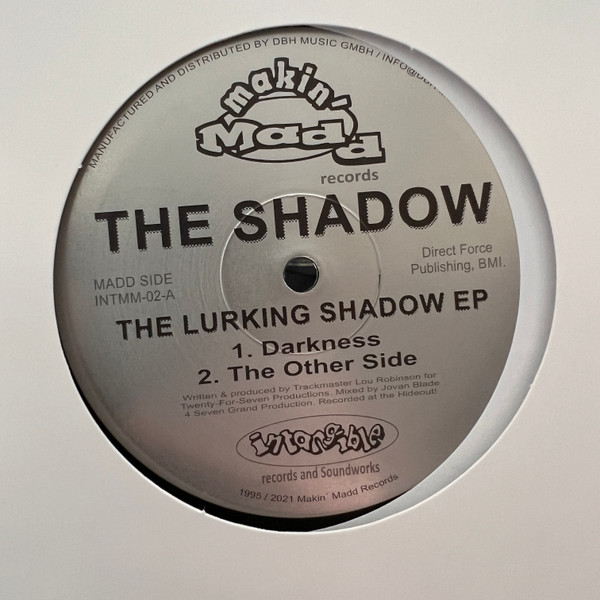 MANUFACTURED AND DISTRIBUTED BY DBH MUSIC GMBH / INFO@DBH
makin'
Madd
records
THE SHADOW
MADD SIDE
INTMM-02-A
Direct Force
Publishing, BMI.
THE LURKING SHADOW EP
1. Darkness
2. The Other Side
Written & produced by Trackmaster Lou Robinson for
Twenty-For-Seven Productions. Mixed by Jovan Blade
4 Seven Grand Production. Recorded at the Hideout!
intangible
records and Soundworks
1995 / 2021 Makin´ Madd Records